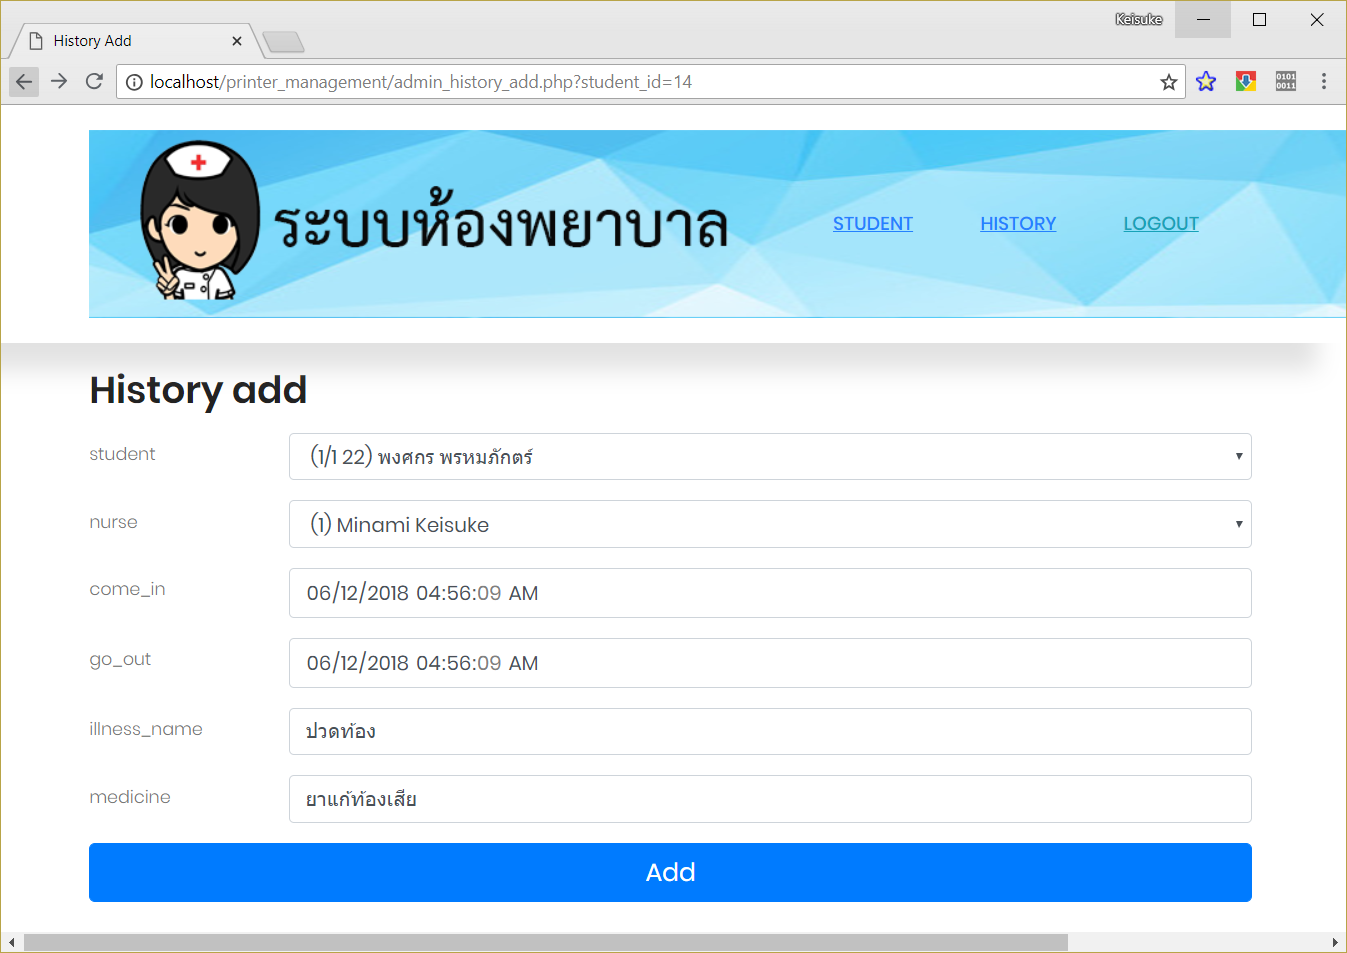 Keisuke
History Add
localhost/printer_management/admin_history_add.php?student_id=14
0101
0011
ระบบห้องพยาบาล
STUDENT HISTORY LOGOUT
History add
student (1/1 22) พงศกร พรหมภักตร์
nurse (1) Minami Keisuke
come_in 06/12/2018 04:56:09 AM
go_out 06/12/2018 04:56:09 AM
illness_name ปวดท้อง
medicine ยาแก้ท้องเสีย
Add